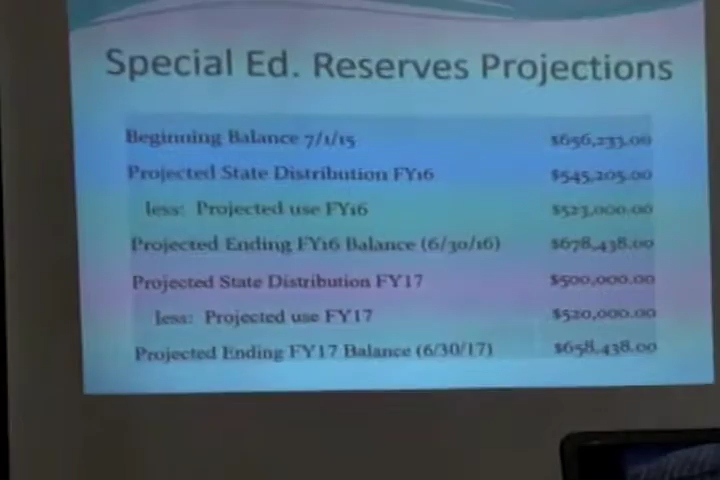 Special Ed. Reserves Projections
Beginning Balance 7/1/15 $656,233.00
Projected State Distribution FY16 $545,205.00
less: Projected use FY16 $523,000.00
Projected Ending FY16 Balance (6/30/16) $678,438.00
Projected State Distribution FY17 $500,000.00
less: Projected use FY17 $520,000.00
Projected Ending FY17 Balance (6/30/17) $658,438.00